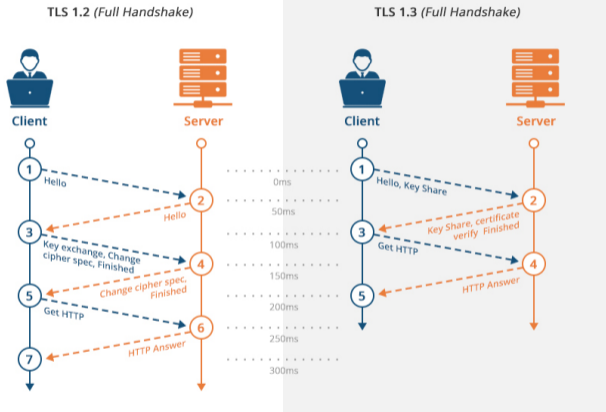 TLS 1.2 (Full Handshake)
Client
Server
1
Hello
2
Hello
3
Key exchange, Change
cipher spec, Finished
4
Change cipher spec,
Finished
5
Get HTTP
6
HTTP Answer
7
0ms
50ms
100ms
150ms
200ms
250ms
300ms
TLS 1.3 (Full Handshake)
Client
Server
1
Hello, Key Share
2
Key Share, certificate
verify Finished
3
Get HTTP
4
HTTP Answer
5